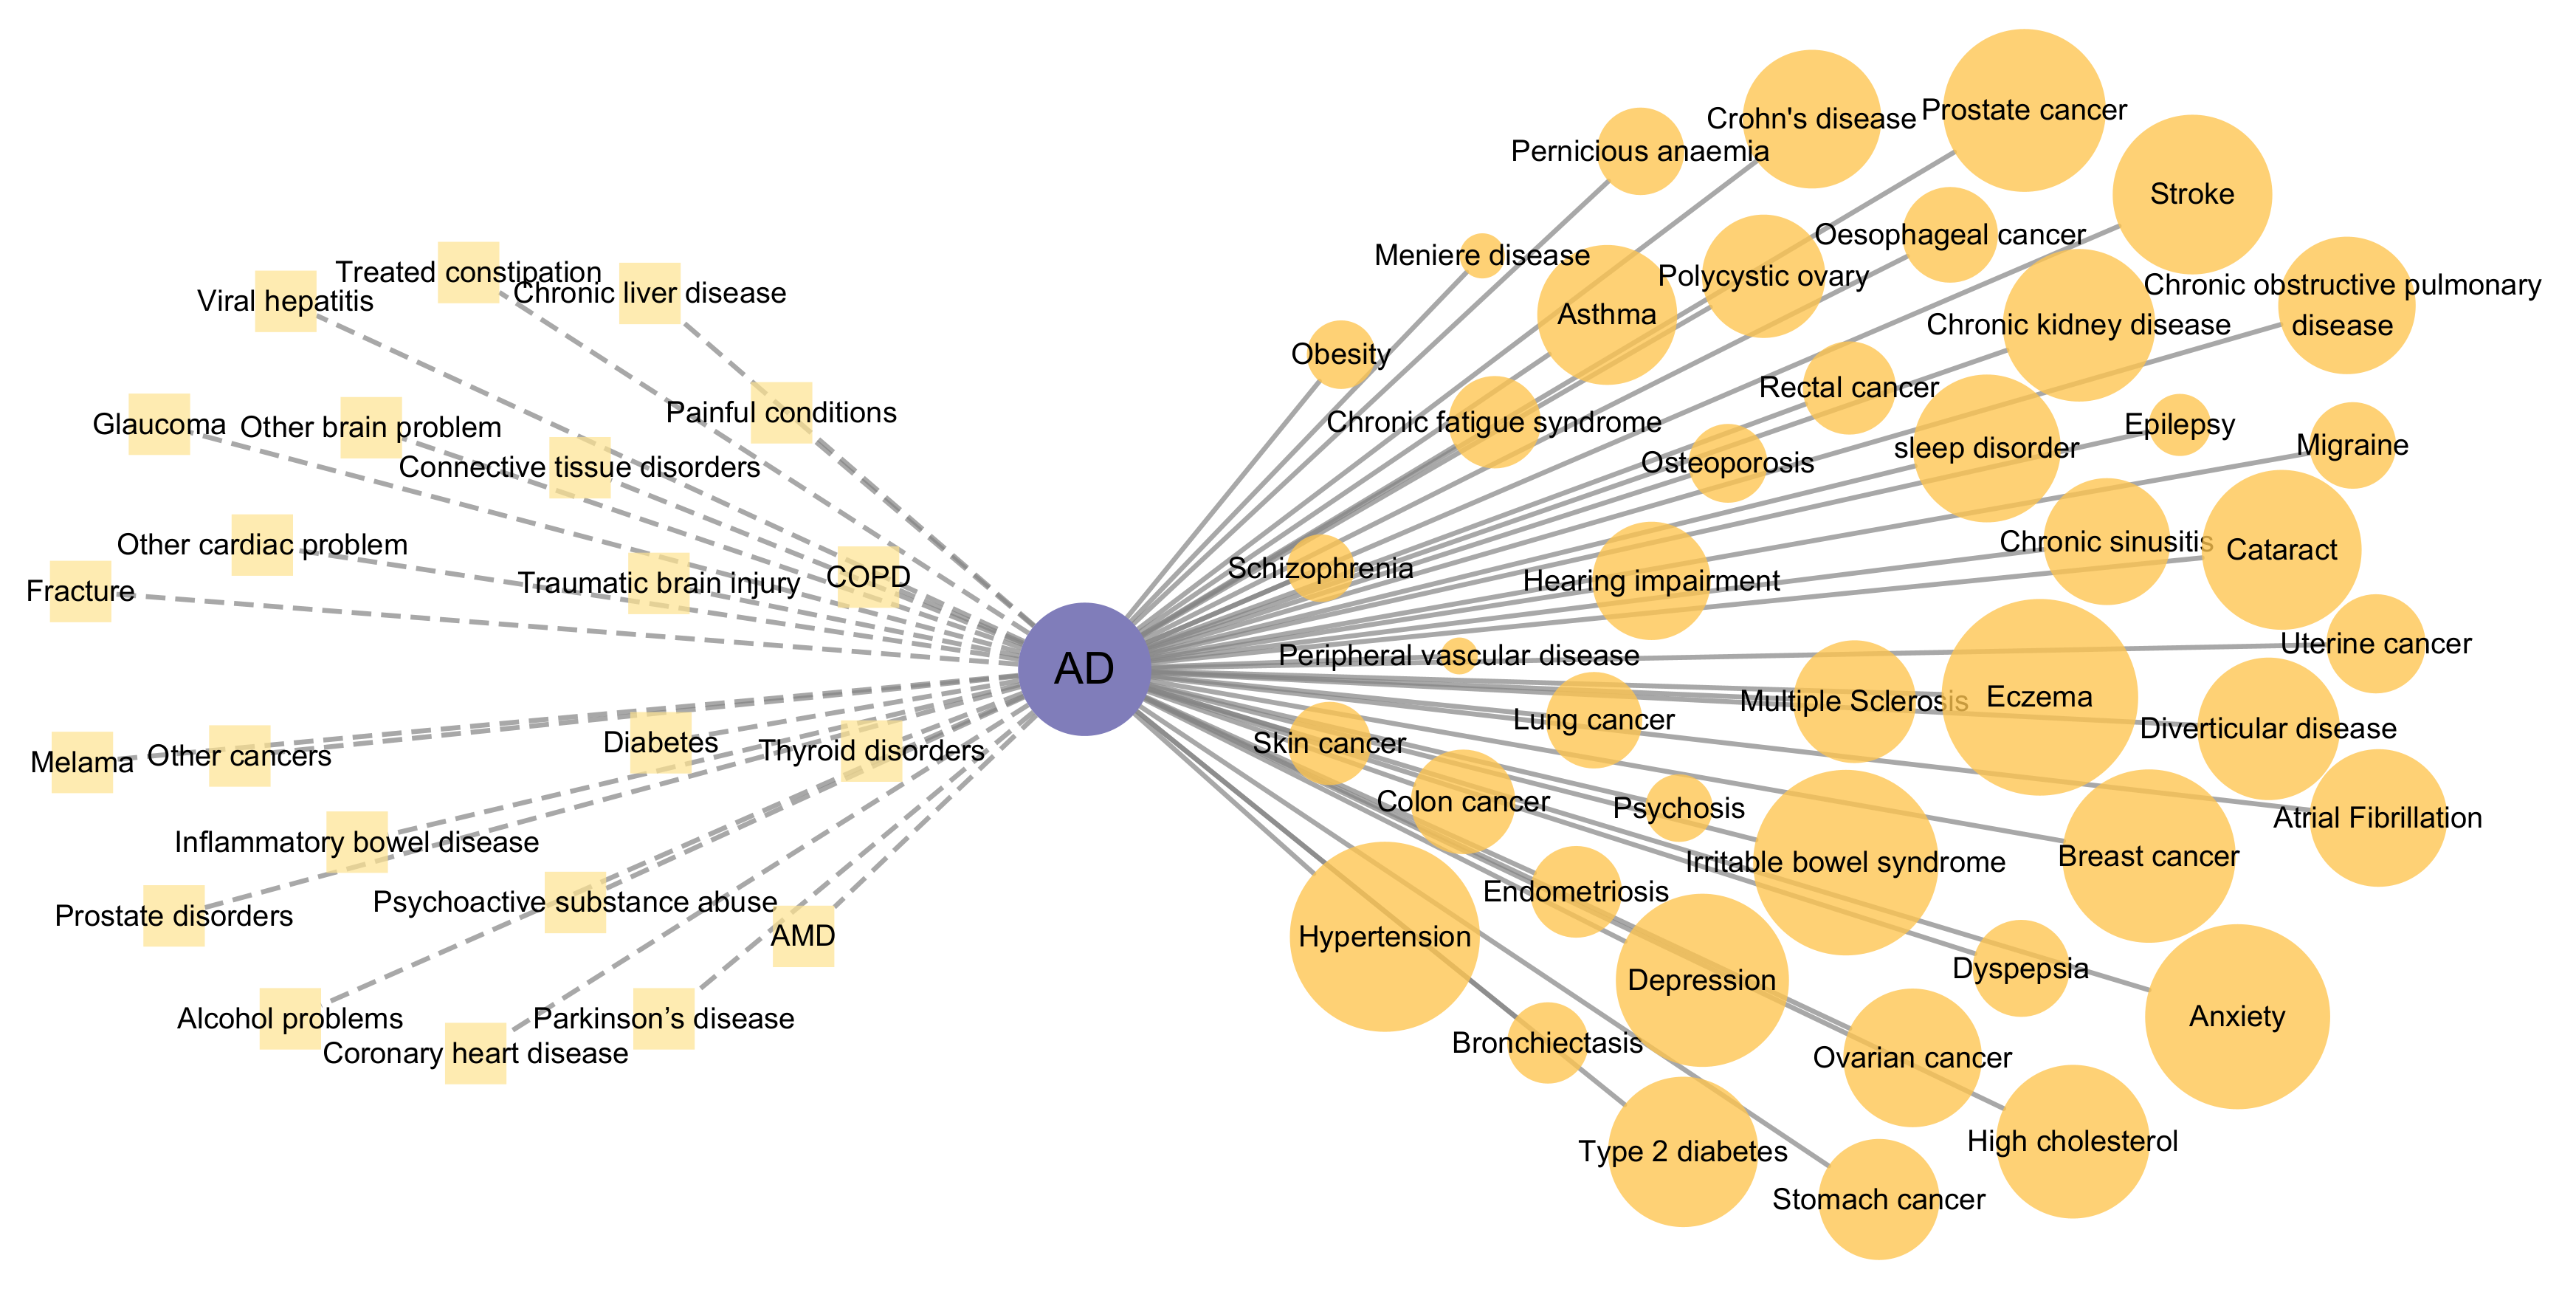 Treated constipation
Chronic liver disease
Viral hepatitis
Painful conditions
Glaucoma
Other brain problem
Connective tissue disorders
Other cardiac problem
Traumatic brain injury
COPD
Fracture
Melama
Other cancers
Diabetes
Thyroid disorders
Inflammatory bowel disease
Prostate disorders
Psychoactive substance abuse
AMD
Alcohol problems
Parkinson’s disease
Coronary heart disease
AD
Prostate cancer
Crohn's disease
Pernicious anaemia
Stroke
Oesophageal cancer
Meniere disease
Polycystic ovary
Chronic obstructive pulmonary
disease
Asthma
Chronic kidney disease
Obesity
Rectal cancer
Chronic fatigue syndrome
Epilepsy
Migraine
sleep disorder
Osteoporosis
Chronic sinusitis
Cataract
Schizophrenia
Hearing impairment
Uterine cancer
Peripheral vascular disease
Eczema
Multiple Sclerosis
Lung cancer
Diverticular disease
Skin cancer
Colon cancer
Psychosis
Atrial Fibrillation
Irritable bowel syndrome
Breast cancer
Endometriosis
Hypertension
Dyspepsia
Depression
Anxiety
Bronchiectasis
Ovarian cancer
High cholesterol
Type 2 diabetes
Stomach cancer